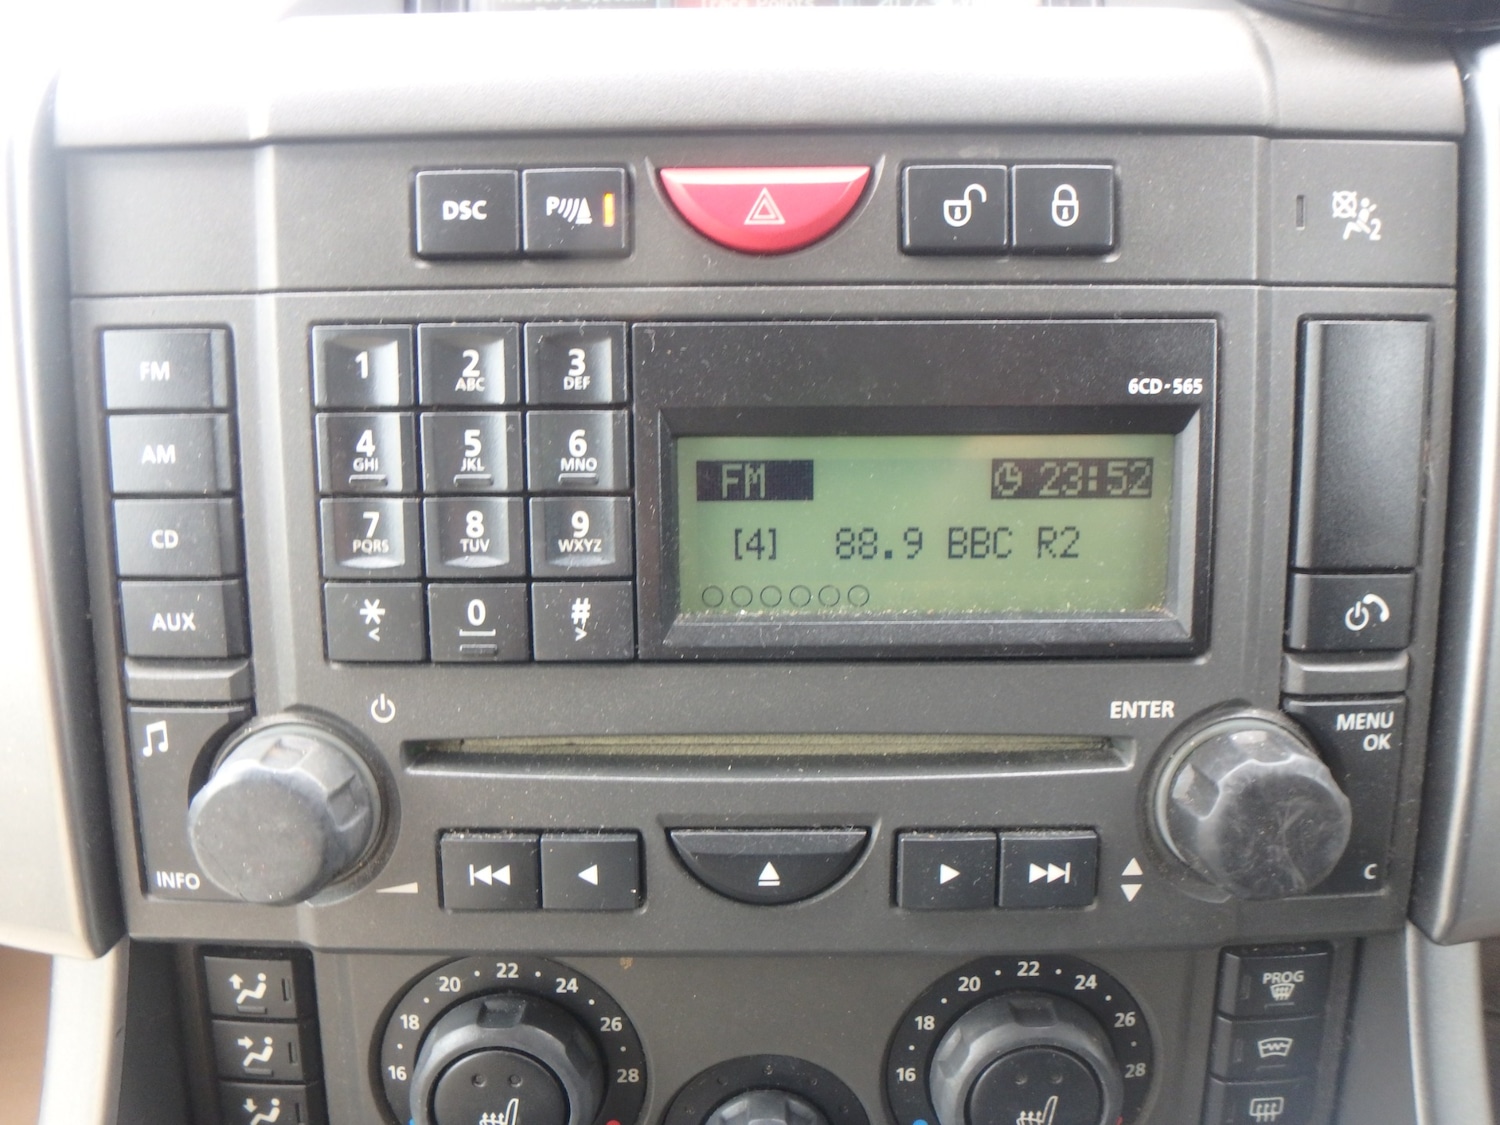 DSC
P
2
6CD-565
FM
AM
CD
AUX
1
2
ABC
3
DEF
4
GHI
5
JKL
6
MNO
7
PQRS
8
TUV
9
WXYZ
*
<
0
#
>
FM 23:52
[4] 88.9 BBC R2
ENTER
MENU
OK
INFO
C
16 18 20 22 24 26 28
16 18 20 22 24 26 28
PROG